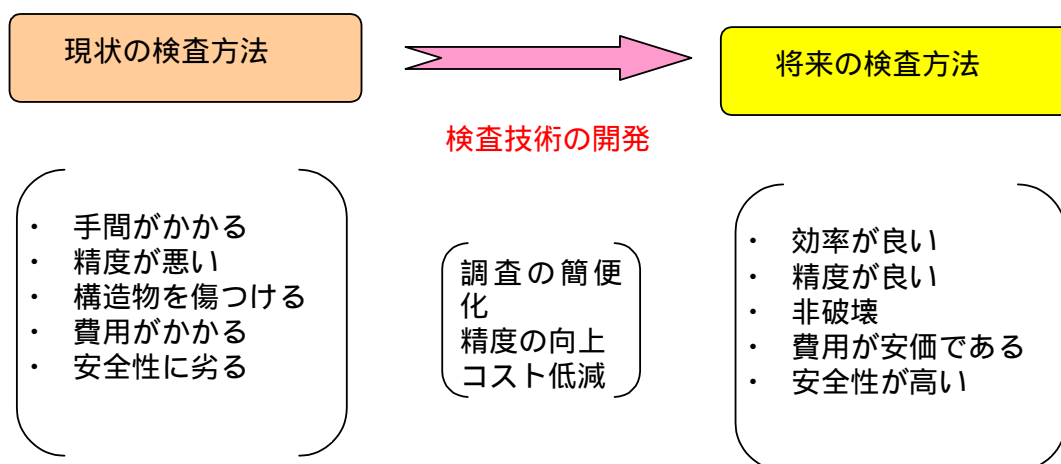 現状の検査方法
将来の検査方法
検査技術の開発
・ 手間がかかる
・ 精度が悪い
・ 構造物を傷つける
・ 費用がかかる
・ 安全性に劣る
調査の簡便
化
精度の向上
コスト低減
・ 効率が良い
・ 精度が良い
・ 非破壊
・ 費用が安価である
・ 安全性が高い